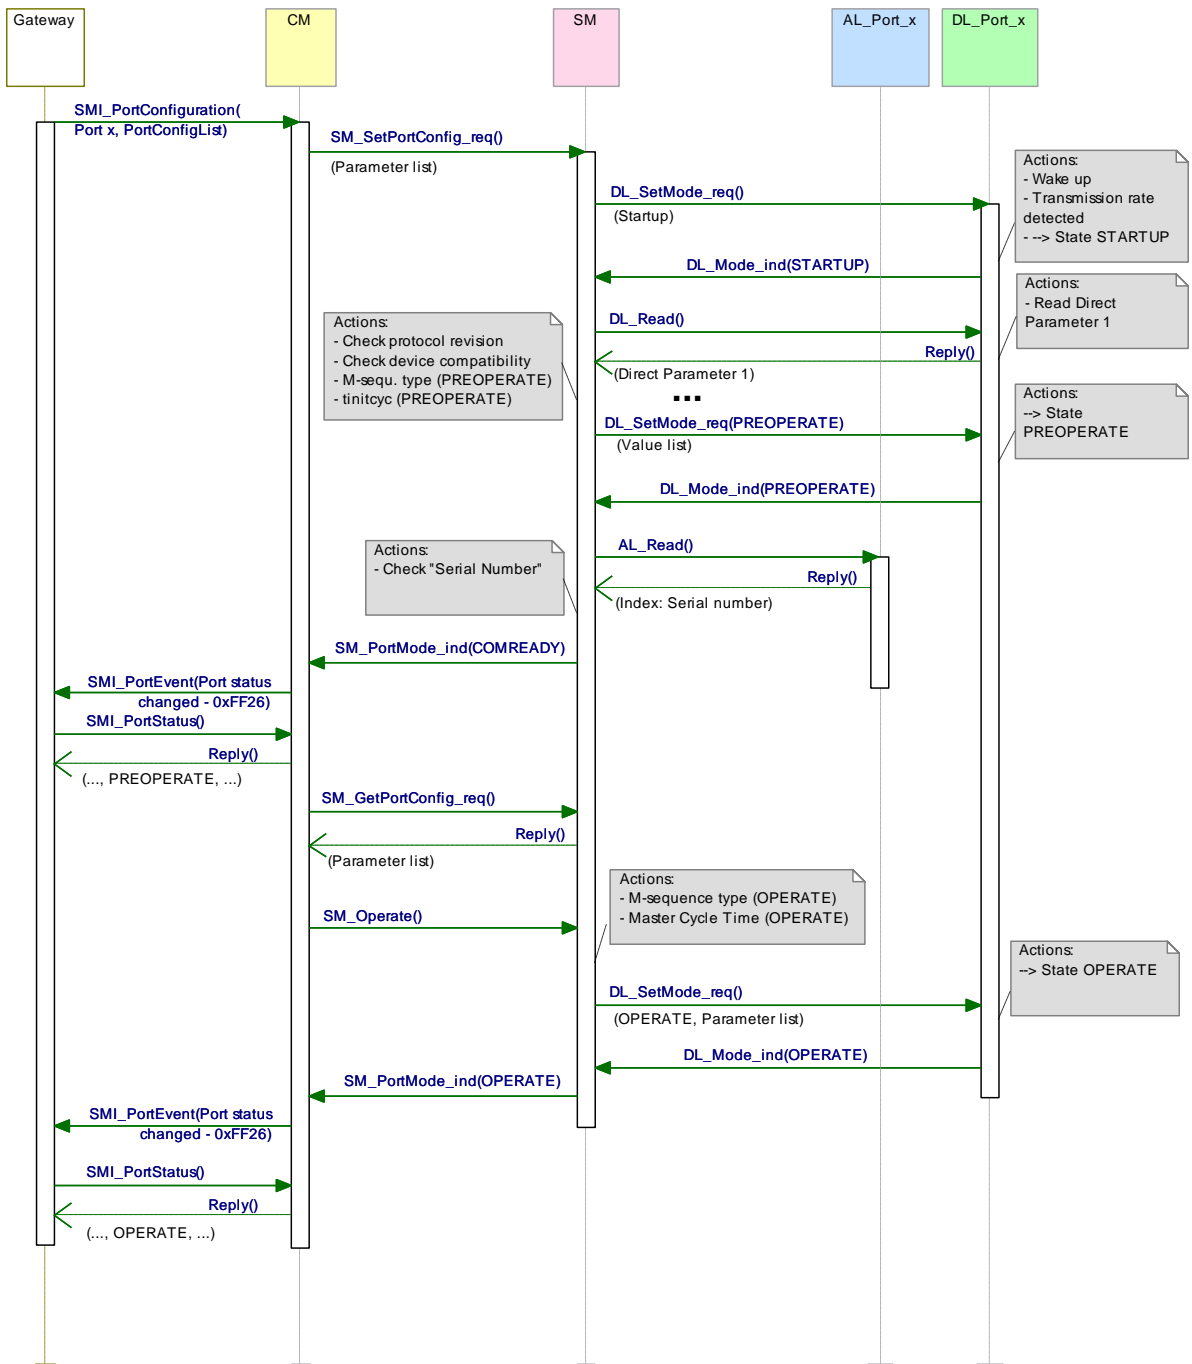 Gateway
CM
SM
AL_Port_x
DL_Port_x
SMI_PortConfiguration(
Port x, PortConfigList)
SM_SetPortConfig_req()
(Parameter list)
Actions:
- Wake up
- Transmission rate
detected
- --> State STARTUP
DL_SetMode_req()
(Startup)
DL_Mode_ind(STARTUP)
Actions:
- Read Direct
Parameter 1
DL_Read()
Actions:
- Check protocol revision
- Check device compatibility
- M-sequ. type (PREOPERATE)
- tinitcyc (PREOPERATE)
Reply()
(Direct Parameter 1)
...
Actions:
--> State
PREOPERATE
DL_SetMode_req(PREOPERATE)
(Value list)
DL_Mode_ind(PREOPERATE)
AL_Read()
Actions:
- Check "Serial Number"
Reply()
(Index: Serial number)
SM_PortMode_ind(COMREADY)
SMI_PortEvent(Port status
changed - 0xFF26)
SMI_PortStatus()
Reply()
(..., PREOPERATE, ...)
SM_GetPortConfig_req()
Reply()
(Parameter list)
Actions:
- M-sequence type (OPERATE)
- Master Cycle Time (OPERATE)
SM_Operate()
Actions:
--> State OPERATE
DL_SetMode_req()
(OPERATE, Parameter list)
DL_Mode_ind(OPERATE)
SM_PortMode_ind(OPERATE)
SMI_PortEvent(Port status
changed - 0xFF26)
SMI_PortStatus()
Reply()
(..., OPERATE, ...)